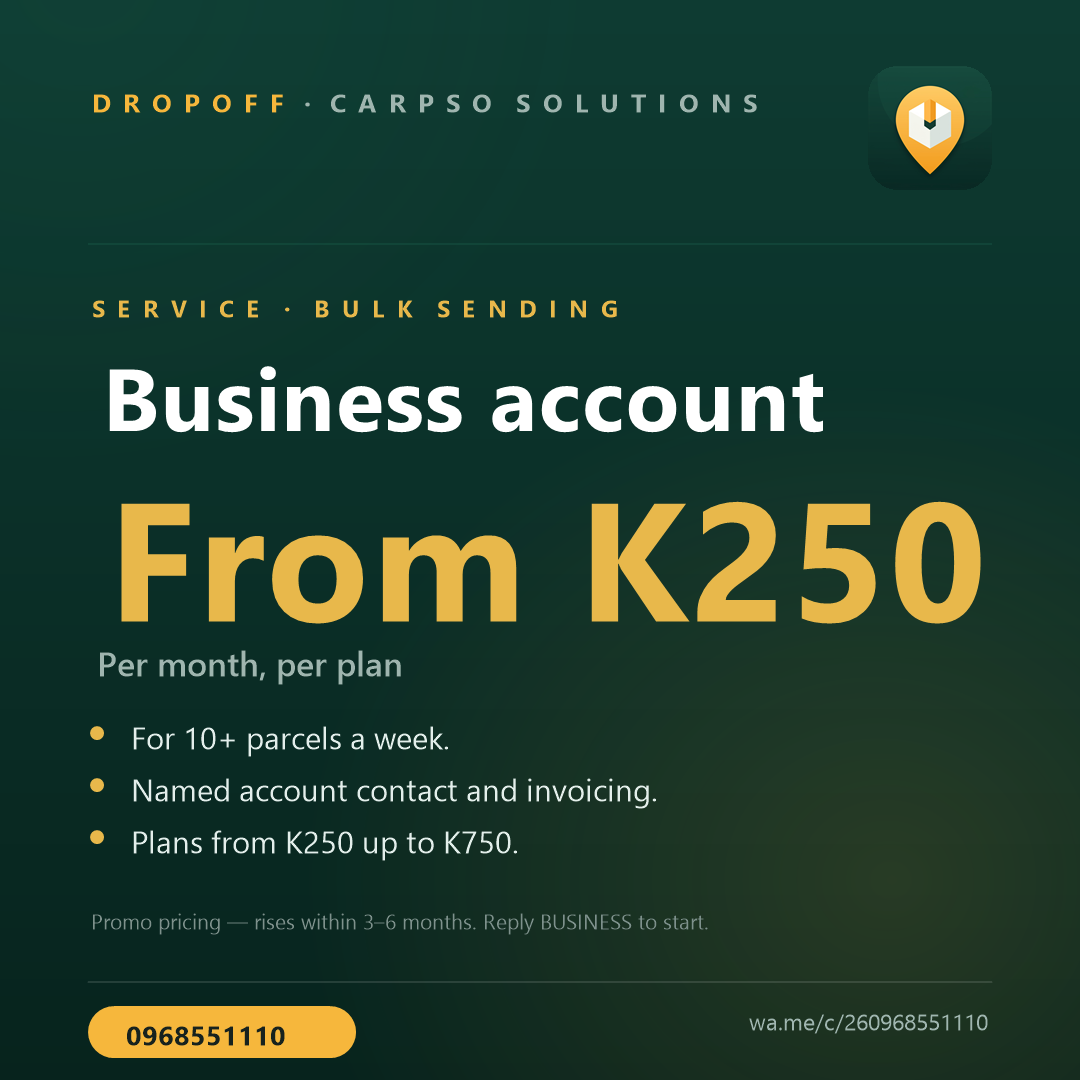 DROPOFF · CARPSO SOLUTIONS
SERVICE · BULK SENDING
Business account
From K250
Per month, per plan
For 10+ parcels a week.
Named account contact and invoicing.
Plans from K250 up to K750.
Promo pricing — rises within 3–6 months. Reply BUSINESS to start.
0968551110
wa.me/c/260968551110